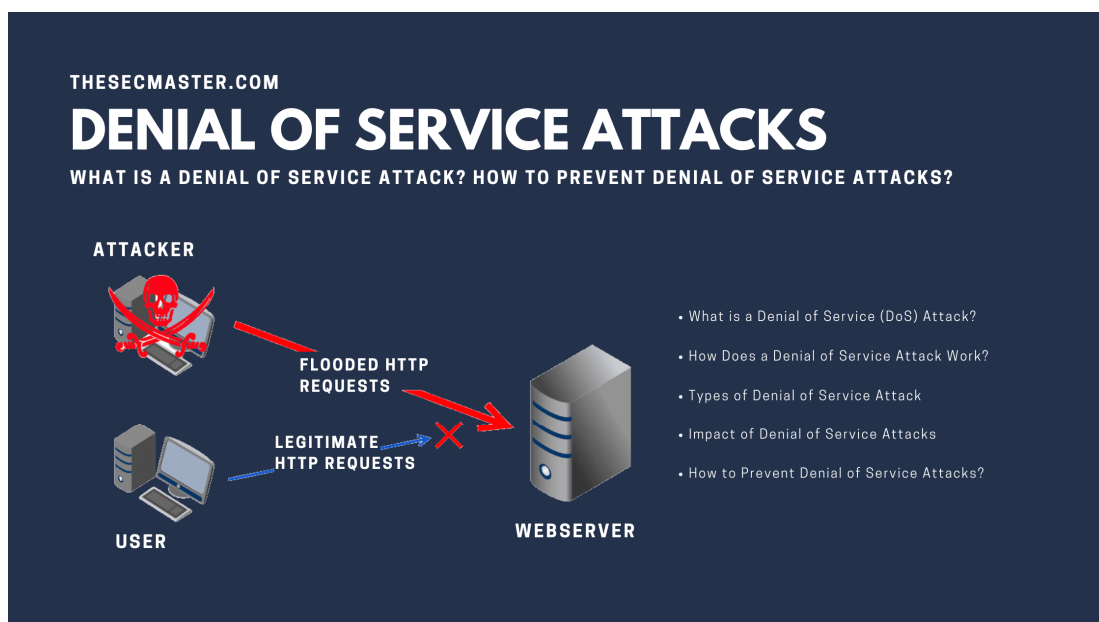 THESECMASTER.COM
DENIAL OF SERVICE ATTACKS
WHAT IS A DENIAL OF SERVICE ATTACK? HOW TO PREVENT DENIAL OF SERVICE ATTACKS?
ATTACKER
FLOODED HTTP
REQUESTS
LEGITIMATE
HTTP REQUESTS
USER
WEBSERVER
• What is a Denial of Service (DoS) Attack?
• How Does a Denial of Service Attack Work?
• Types of Denial of Service Attack
• Impact of Denial of Service Attacks
• How to Prevent Denial of Service Attacks?